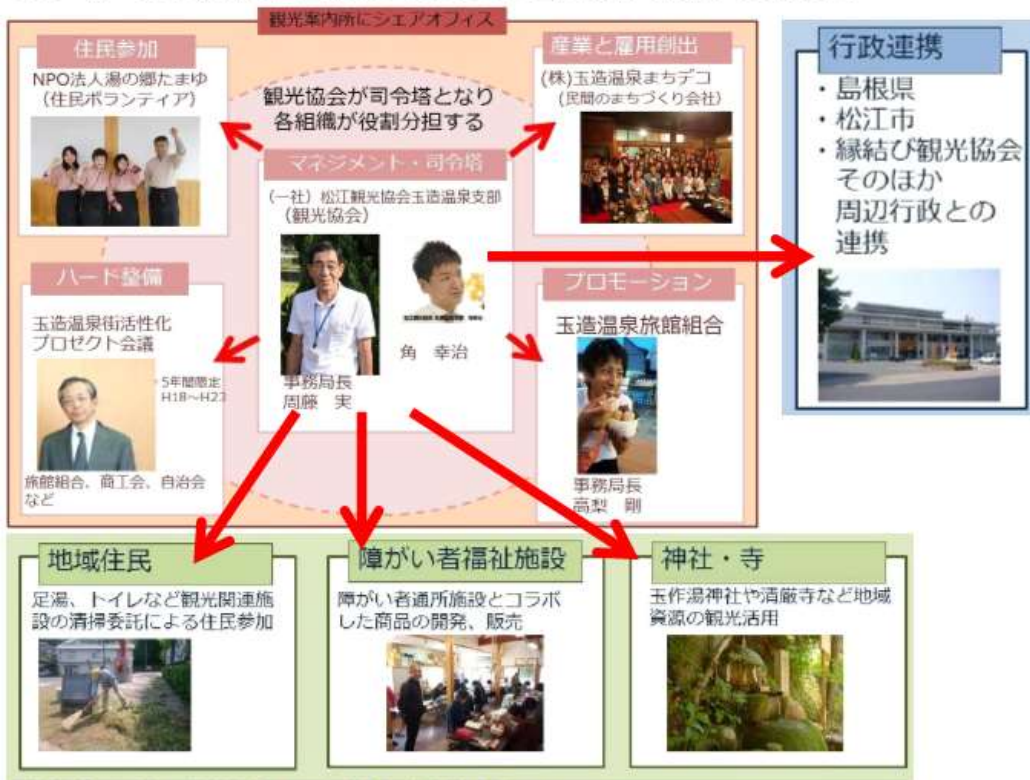 観光案内所にシェアオフィス
住民参加
NPO法人湯の郷たまゆ
(住民ボランティア)
観光協会が司令塔となり
各組織が役割分担する
産業と雇用創出
(株)玉造温泉まちデコ
(民間のまちづくり会社)
マネジメント・司令塔
(一社)松江観光協会玉造温泉支部
(観光協会)
事務局長
周藤 実
角 幸治
ハード整備
玉造温泉街活性化
プロゼクト会議
5年間限定
H18～H23
旅館組合、商工会、自治会
など
プロモーション
玉造温泉旅館組合
事務局長
高梨 剛
行政連携
・島根県
・松江市
・縁結び観光協会
そのほか
周辺行政との
連携
地域住民
足湯、トイレなど観光関連施
設の清掃委託による住民参加
障がい者福祉施設
障がい者通所施設とコラボ
した商品の開発、販売
神社・寺
玉作湯神社や清厳寺など地域
資源の観光活用